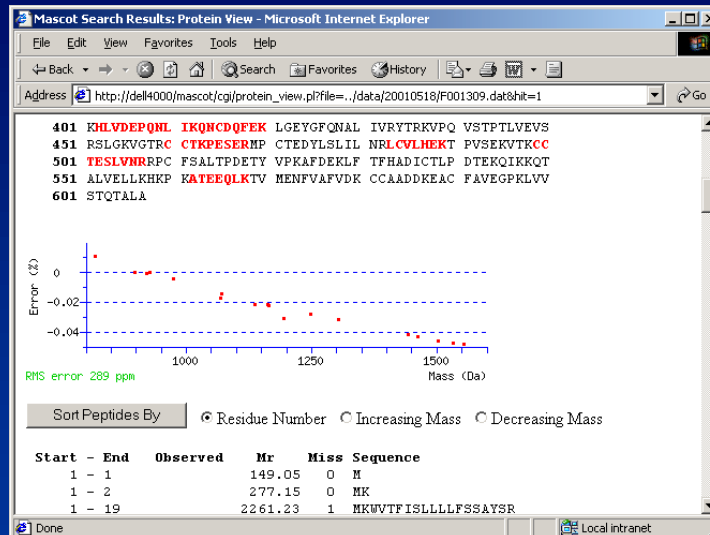 Mascot Search Results: Protein View - Microsoft Internet Explorer
File Edit View Favorites Tools Help
Back Search Favorites History
Address http://dell4000/mascot/cgi/protein_view.pl?file=../data/20010518/F001309.dat&hit=1 Go
401 KHLVDEPQNL IKQNCDQFEK LGEYGFQNAL IVRYTRKVPQ VSTPTLVEVS
451 RSLGKVGTRC CTKPESERMP CTEDYLSLIL NRLCVLHEKT PVSEKVTKCC
501 TESLVNRRPC FSALTPDETY VPKAFDEKLF TFHADICTLP DTEKQIKKQT
551 ALVELLKHKP KATEEQLKTV MENFVAFVDK CCAADDKEAC FAVEGPKLVV
601 STQTALA
Error (%)
0
-0.02
-0.04
1000 1250 1500
RMS error 289 ppm Mass (Da)
Sort Peptides By Residue Number Increasing Mass Decreasing Mass
Start - End Observed Mr Miss Sequence
1 - 1 149.05 0 M
1 - 2 277.15 0 MK
1 - 19 2261.23 1 MKWVTFISLLLLFSSAYSR
Done Local intranet